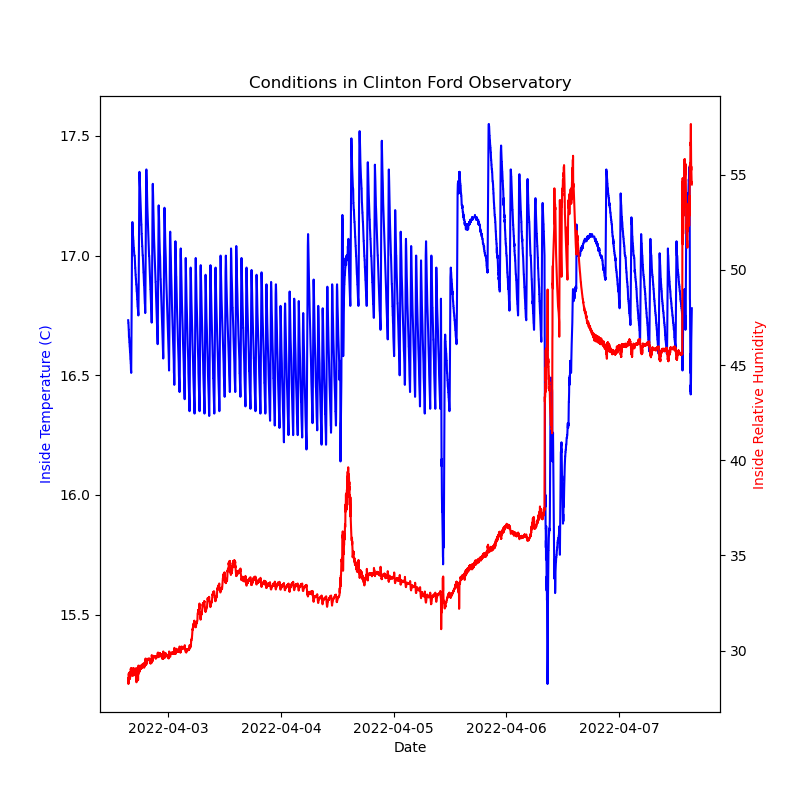 Conditions in Clinton Ford Observatory
17.5
17.0
16.5
16.0
15.5
Inside Temperature (C)
55
50
45
40
35
30
Inside Relative Humidity
2022-04-03 2022-04-04 2022-04-05 2022-04-06 2022-04-07
Date